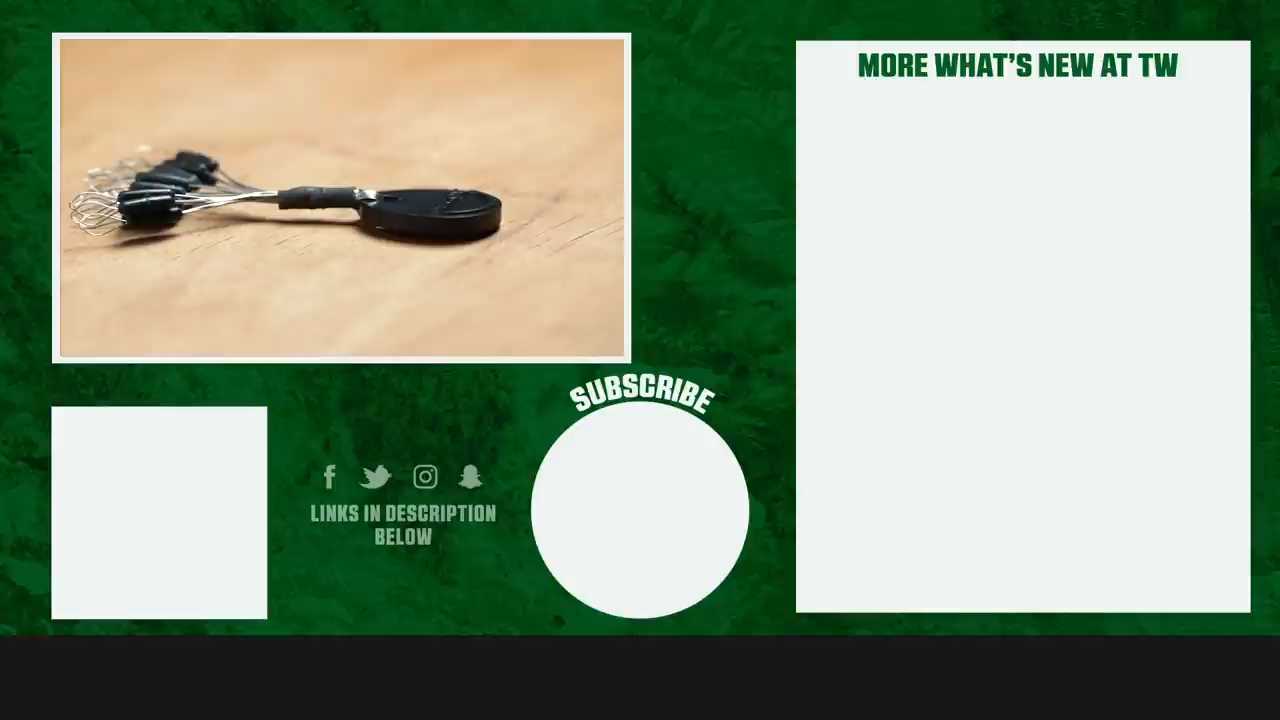 MORE WHAT'S NEW AT TW
SUBSCRIBE
LINKS IN DESCRIPTION
BELOW